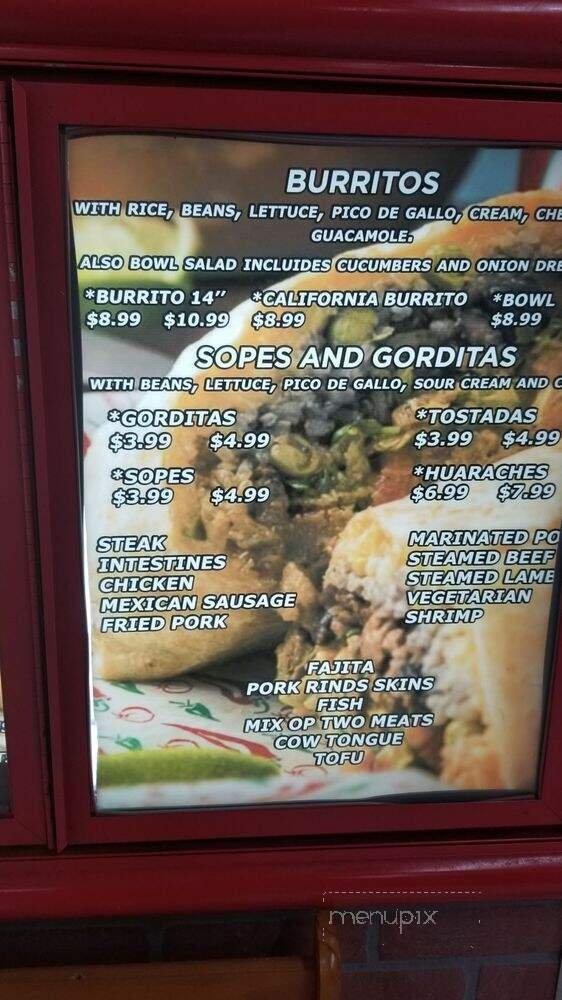 BURRITOS
WITH RICE, BEANS, LETTUCE, PICO DE GALLO, CREAM,
GUACAMOLE.
ALSO BOWL SALAD INCLUIDES CUCUMBERS AND ONION
*BURRITO 14” *CALIFORNIA BURRITO *BOWL
$8.99 $10.99 $8.99 $8.99
SOPES AND GORDITAS
WITH BEANS, LETTUCE, PICO DE GALLO, SOUR CREAM AND
*GORDITAS *TOSTADAS
$3.99 $4.99 $3.99 $4.99
*SOPES *HUARACHES
$3.99 $4.99 $6.99 $7.99
STEAK MARINATED
INTESTINES STEAMED BEEF
CHICKEN STEAMED LAMB
MEXICAN SAUSAGE VEGETARIAN
FRIED PORK SHRIMP
FAJITA
PORK RINDS SKINS
FISH
MIX OP TWO MEATS
COW TONGUE
TOFU
menupix